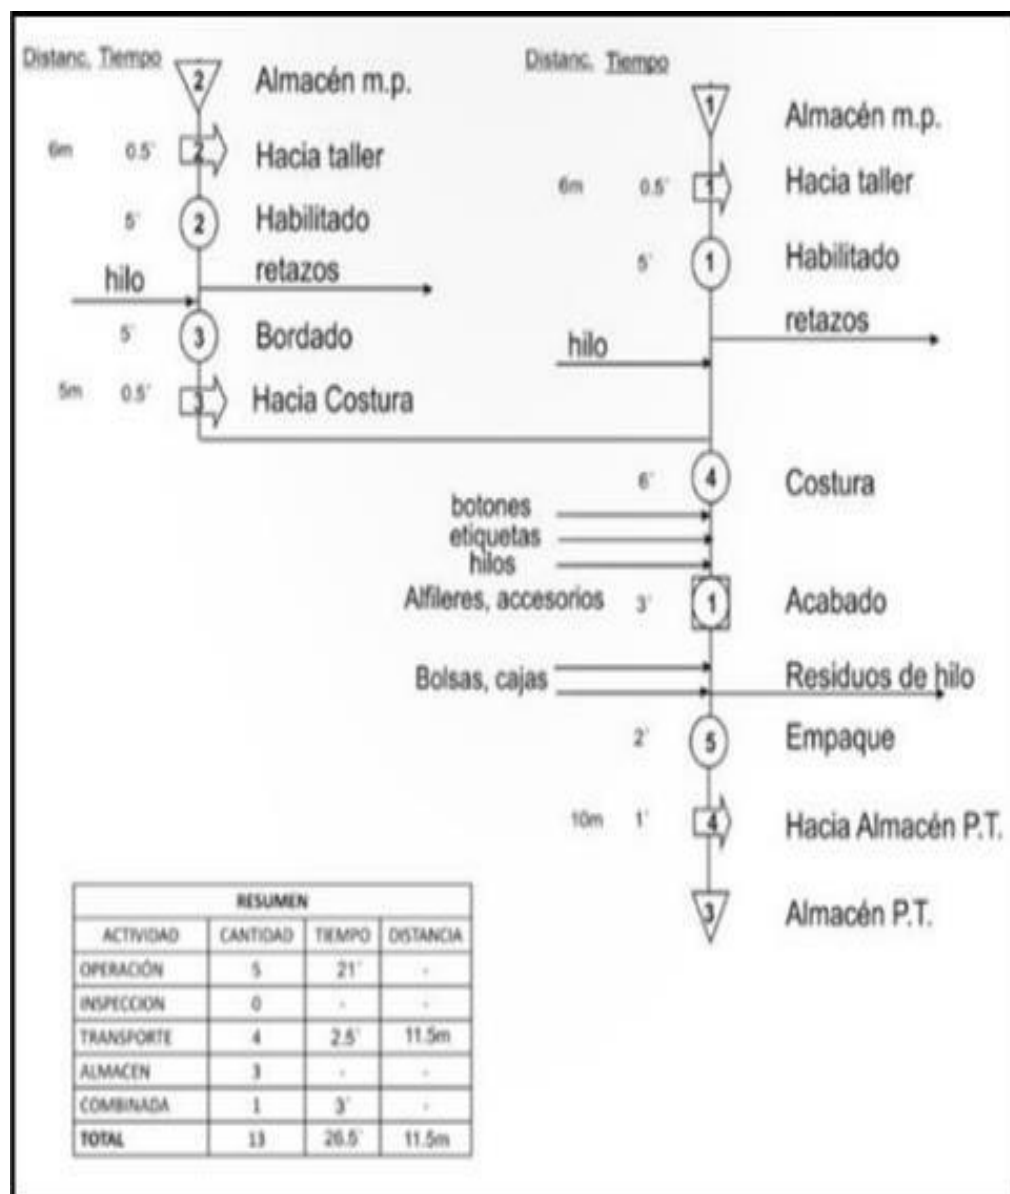 Distanc. Tiempo
2 Almacén m.p.
6m 0.5' 2 Hacia taller
5' 2 Habilitado
retazos
hilo
5' 3 Bordado
5m 0.5' 3 Hacia Costura
Distanc. Tiempo
1 Almacén m.p.
6m 0.5' 1 Hacia taller
5' 1 Habilitado
retazos
hilo
6' 4 Costura
botones
etiquetas
hilos
Alfileres, accesorios 3' 1 Acabado
Bolsas, cajas Residuos de hilo
2' 5 Empaque
10m 1' 4 Hacia Almacén P.T.
3 Almacén P.T.
RESUMEN
ACTIVIDAD CANTIDAD TIEMPO DISTANCIA
OPERACIÓN 5 21' -
INSPECCION 0 - -
TRANSPORTE 4 2.5' 11.5m
ALMACEN 3 - -
COMBINADA 1 3' -
TOTAL 13 26.5' 11.5m